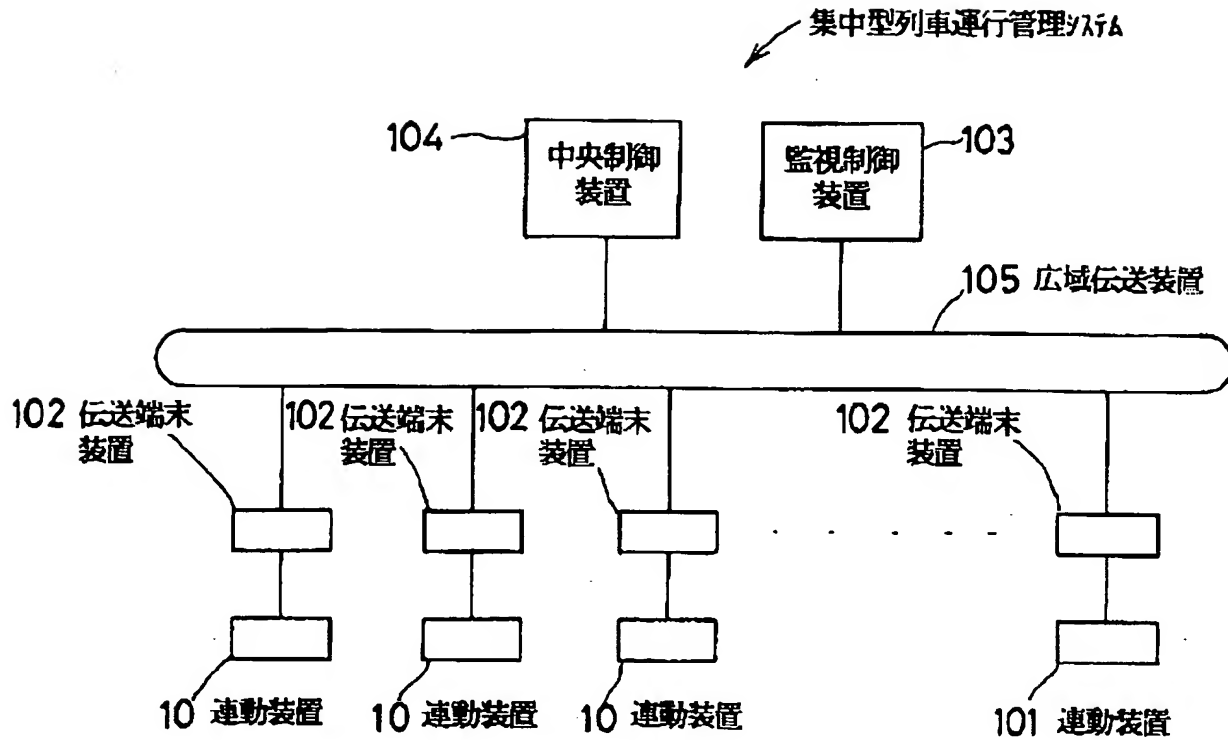 集中型列車運行管理システム
104
中央制御
装置
監視制御
装置
103
105 広域伝送装置
102 伝送端末
装置
102 伝送端末
装置
102 伝送端末
装置
102 伝送端末
装置
10 連動装置
10 連動装置
10 連動装置
101 連動装置